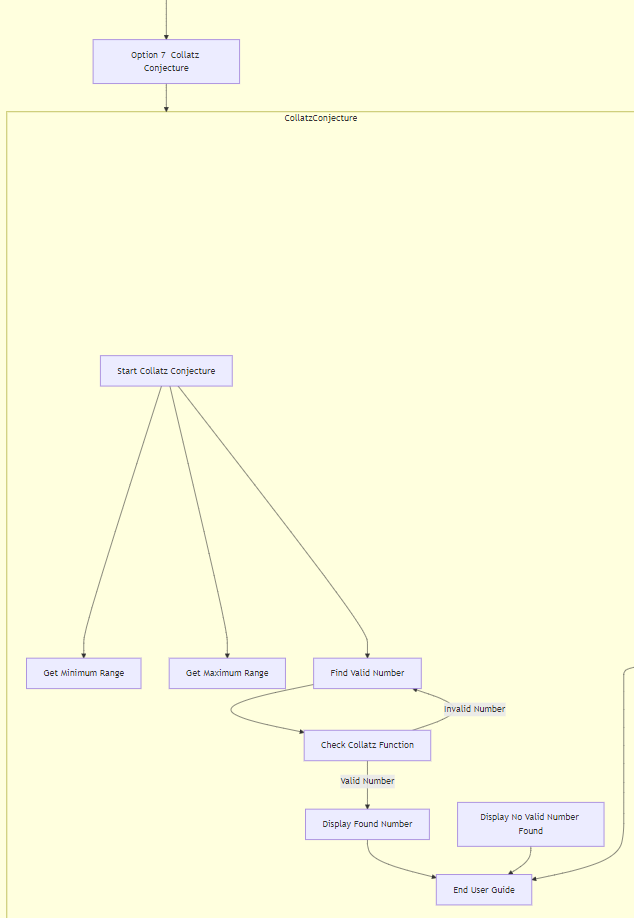 Option 7 Collatz
Conjecture
CollatzConjecture
Start Collatz Conjecture
Get Minimum Range
Get Maximum Range
Find Valid Number
Invalid Number
Check Collatz Function
Valid Number
Display Found Number
Display No Valid Number
Found
End User Guide